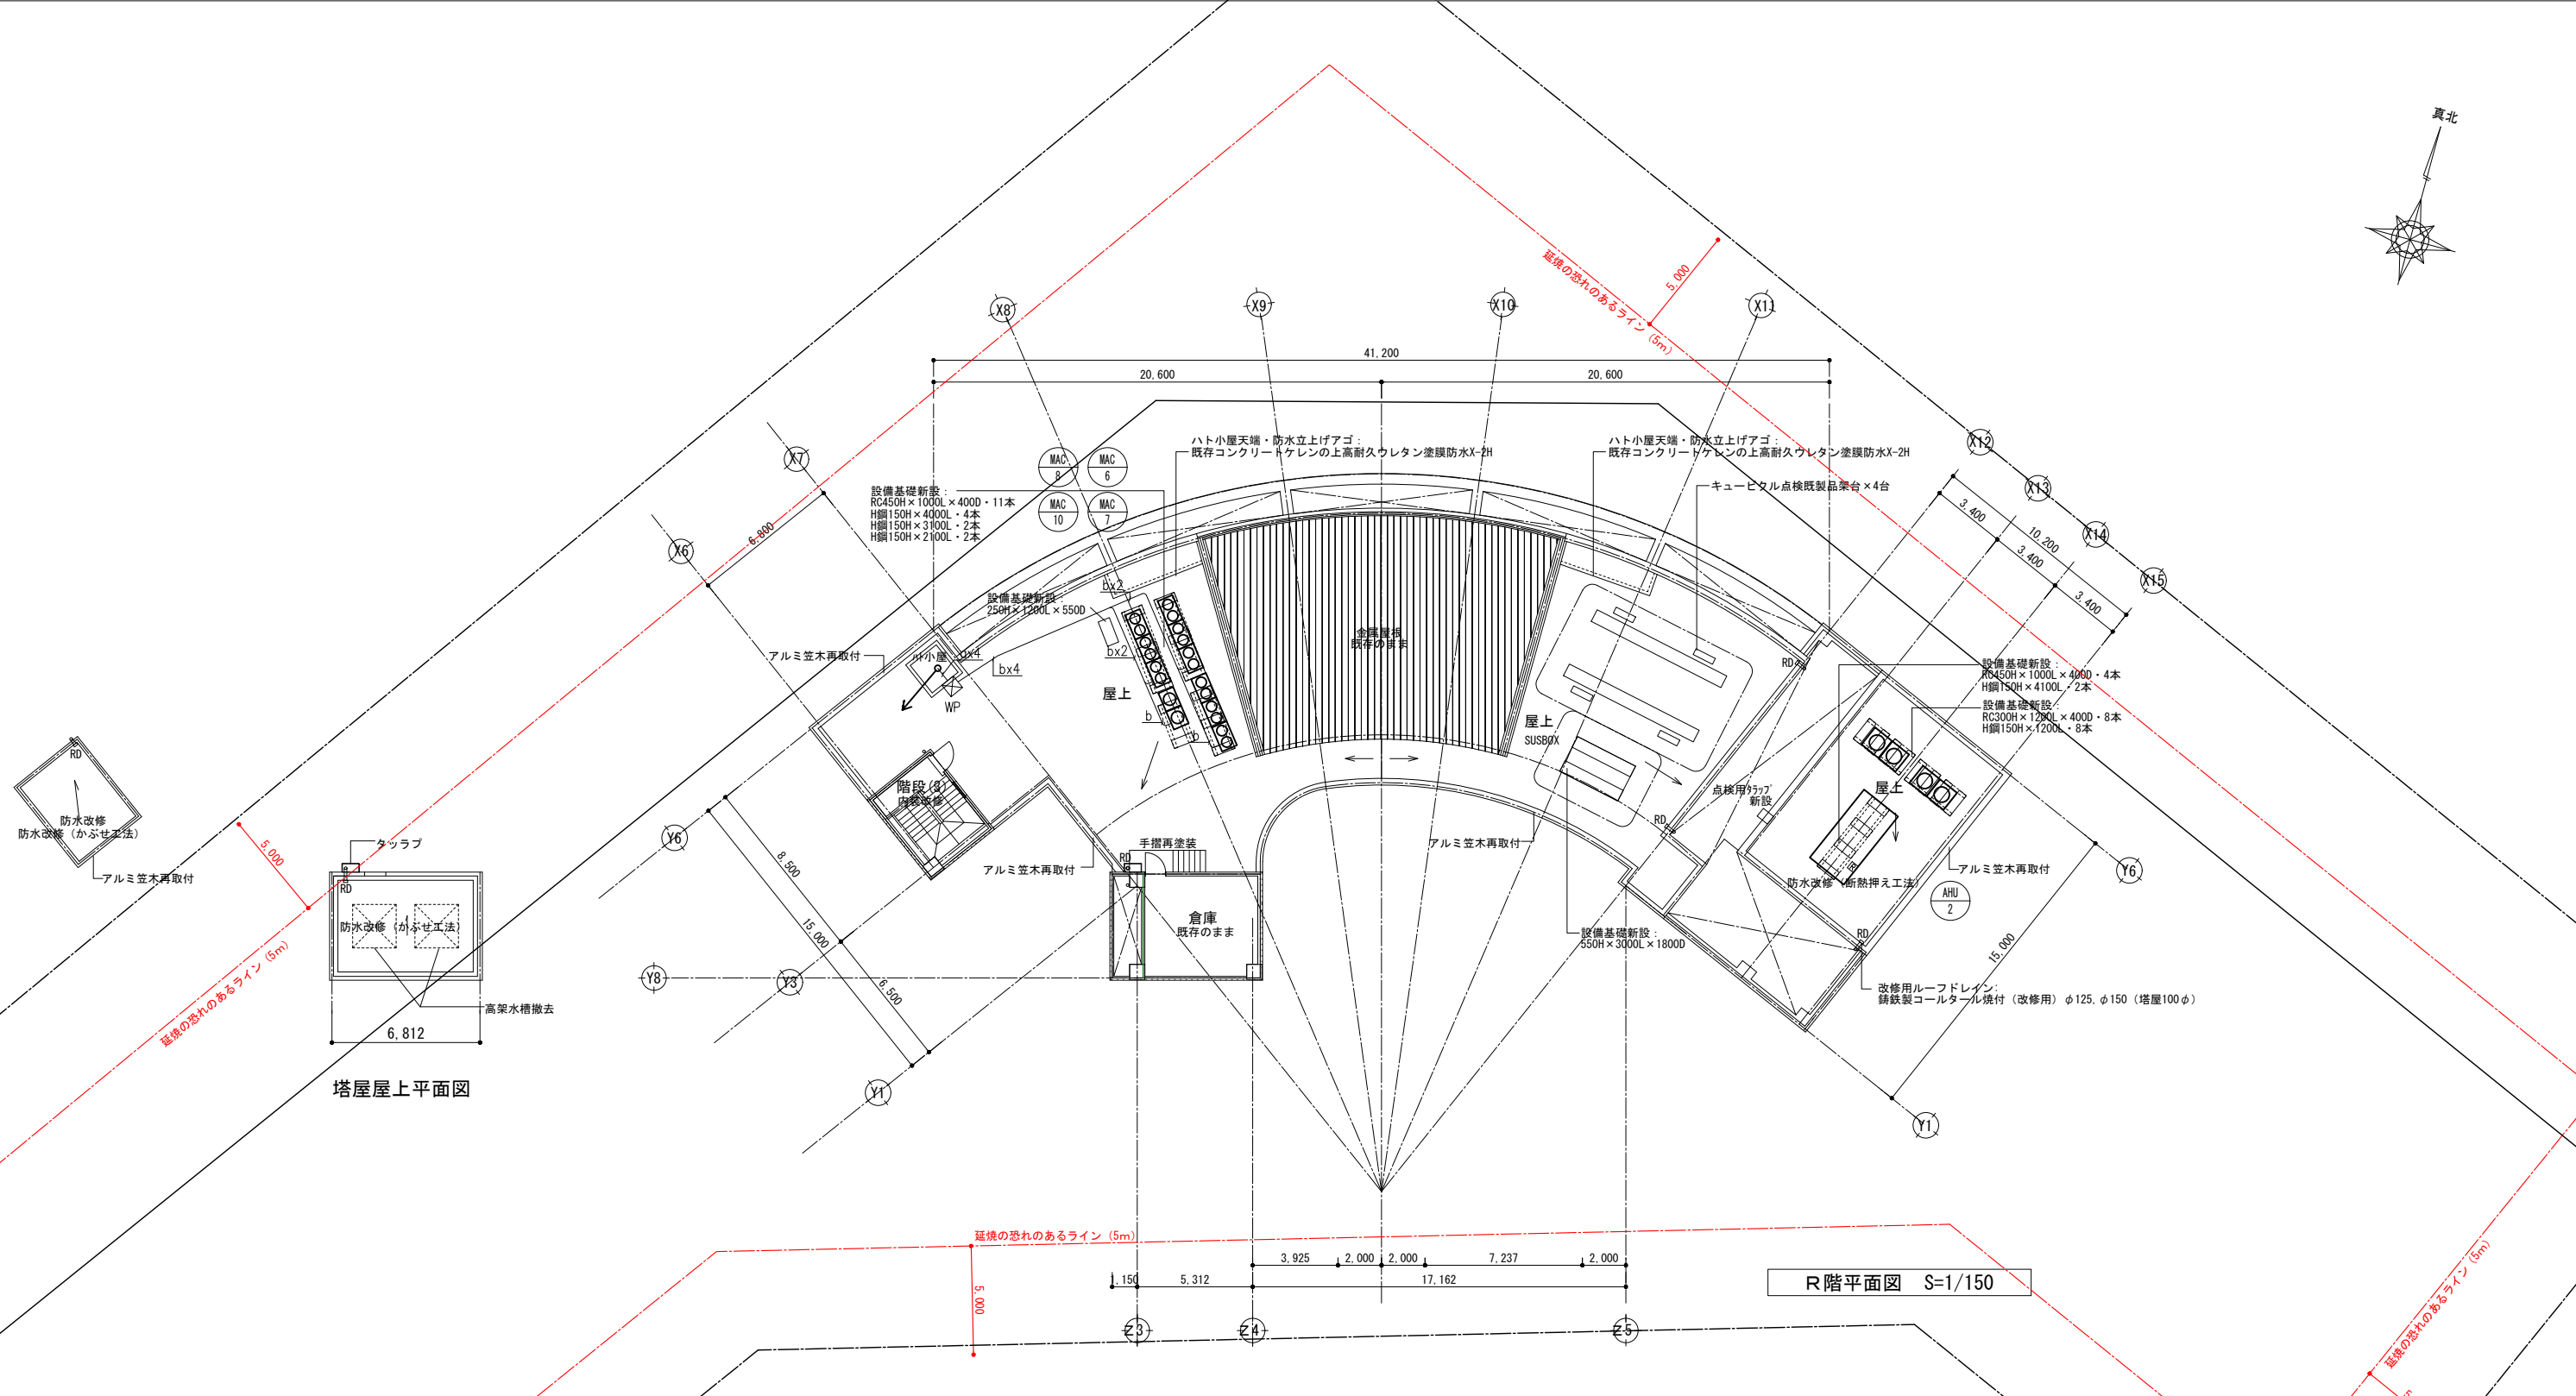 真北
延焼の恐れのあるライン（5m）
5,000
X8
X9
X10
X11
41,200
20,600
20,600
X7
X6
6,800
X12
X13
X14
X15
3,400
10,200
3,400
3,400
MAC
8
MAC
6
MAC
10
MAC
7
ハト小屋天端・防水立上げアゴ：
既存コンクリートケレンの上高耐久ウレタン塗膜防水X-2H
ハト小屋天端・防水立上げアゴ：
既存コンクリートケレンの上高耐久ウレタン塗膜防水X-2H
キュービクル点検既製品架台×4台
設備基礎新設：
RC450H×1000L×400D・11本
H鋼150H×4000L・4本
H鋼150H×3100L・2本
H鋼150H×2100L・2本
設備基礎新設：
250H×1200L×550D
bx2
bx2
bx4
bx4
b
b
アルミ笠木再取付
ハト小屋
WP
屋上
金属屋根
既存のまま
屋上
SUSBOX
RD
設備基礎新設：
RC450H×1000L×400D・4本
H鋼150H×4100L・2本
設備基礎新設：
RC300H×1200L×400D・8本
H鋼150H×1200L・8本
点検用タラップ
新設
屋上
RD
アルミ笠木再取付
防水改修（断熱押え工法）
AHU
2
Y6
階段(3)
内装改修
RD
防水改修
防水改修（かぶせ工法）
アルミ笠木再取付
5,000
タラップ
RD
防水改修（かぶせ工法）
高架水槽撤去
6,812
塔屋屋上平面図
延焼の恐れのあるライン（5m）
Y6
8,500
15,000
6,500
Y8
Y3
Y1
アルミ笠木再取付
手摺再塗装
RD
倉庫
既存のまま
アルミ笠木再取付
設備基礎新設：
550H×3000L×1800D
RD
改修用ルーフドレイン：
鋳鉄製コールタール焼付（改修用）φ125,φ150（塔屋100φ）
15,000
Y1
延焼の恐れのあるライン（5m）
5,000
3,925
2,000
2,000
7,237
2,000
1,150
5,312
17,162
Z3
Z4
Z5
R階平面図 S=1/150
延焼の恐れのあるライン（5m）